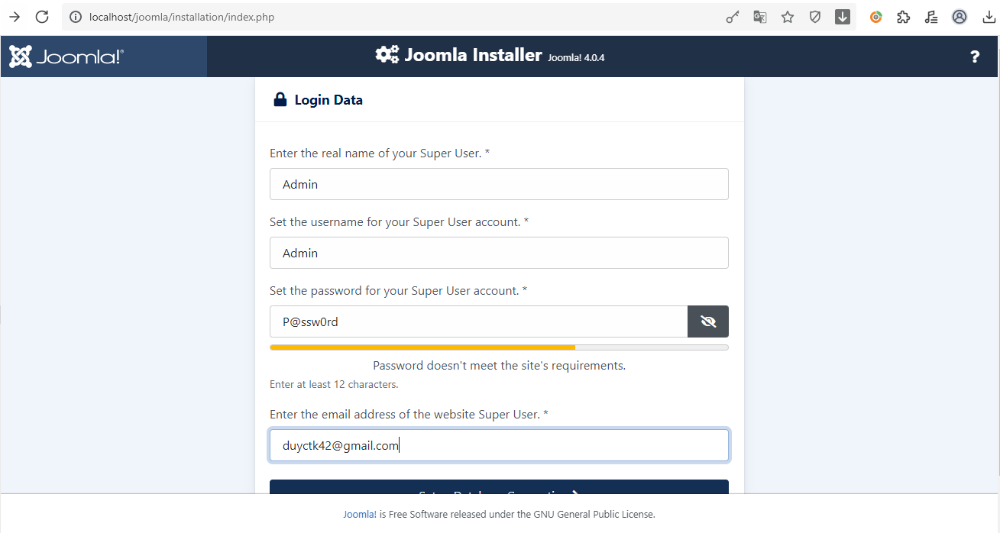 localhost/joomla/installation/index.php
Joomla!®
Joomla Installer Joomla! 4.0.4
?
Login Data
Enter the real name of your Super User. *
Admin
Set the username for your Super User account. *
Admin
Set the password for your Super User account. *
P@ssw0rd
Password doesn't meet the site's requirements.
Enter at least 12 characters.
Enter the email address of the website Super User. *
duyctk42@gmail.com
Setup Database Connection
Joomla! is Free Software released under the GNU General Public License.